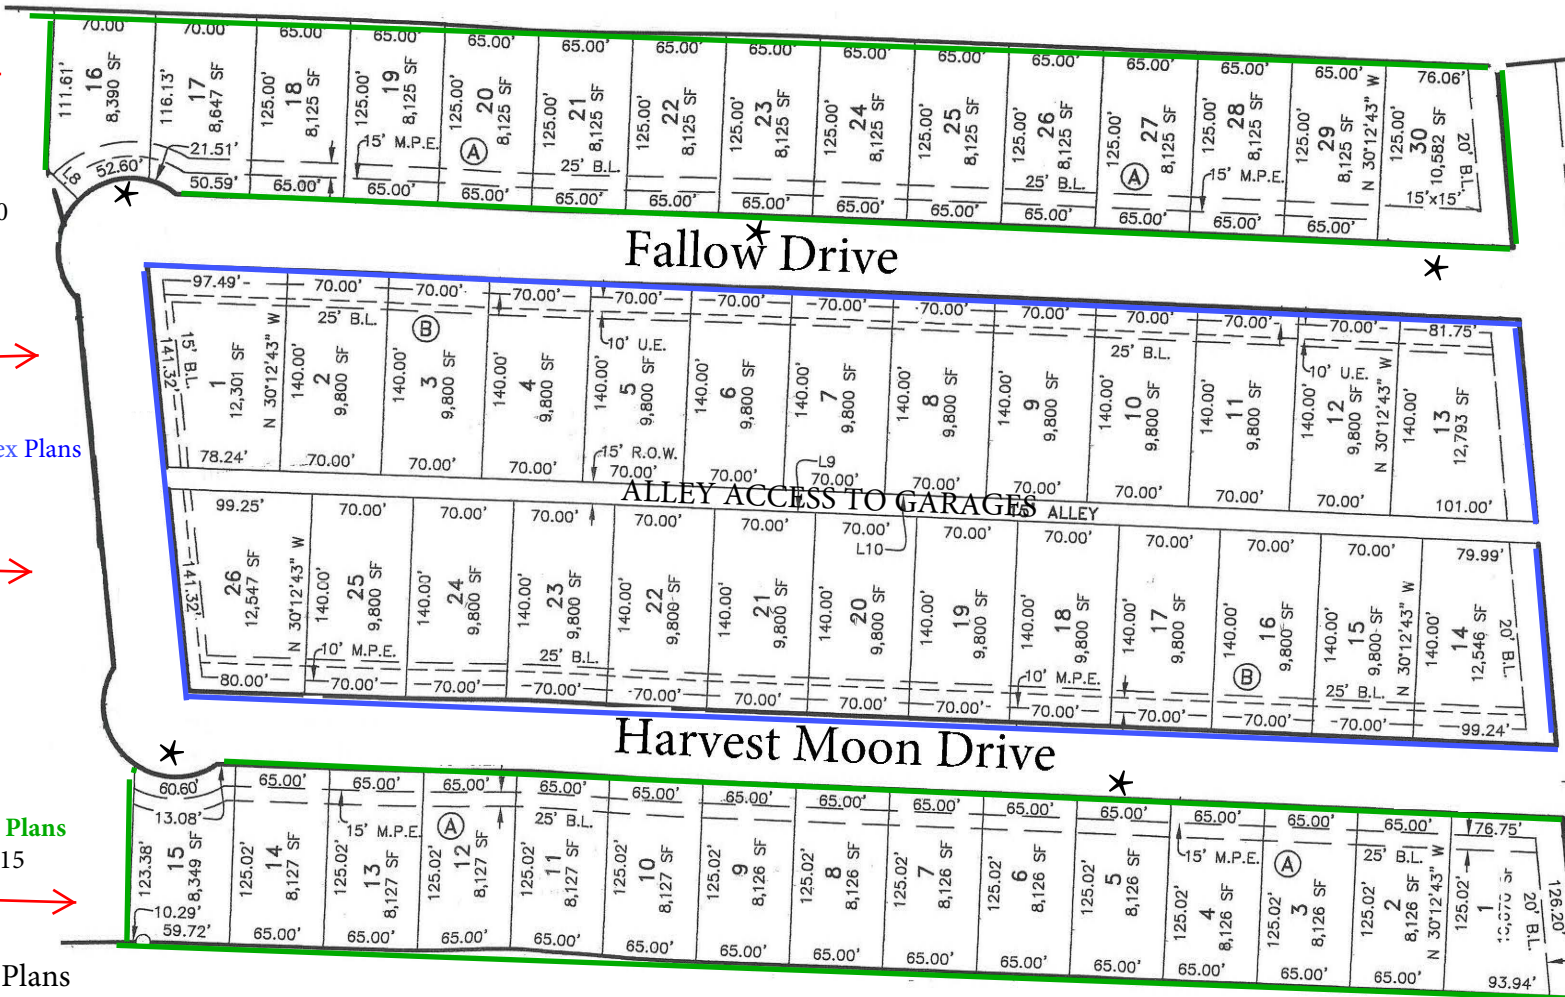 70.00' 70.00' 65.00' 65.00' 65.00' 65.00' 65.00' 65.00' 65.00' 65.00' 65.00' 65.00' 65.00' 65.00' 76.06'
111.61' 16 8,390 SF
116.13' 17 8,647 SF
125.00' 18 8,125 SF
125.00' 19 8,125 SF
125.00' 20 8,125 SF
125.00' 21 8,125 SF
125.00' 22 8,125 SF
125.00' 23 8,125 SF
125.00' 24 8,125 SF
125.00' 25 8,125 SF
125.00' 26 8,125 SF
125.00' 27 8,125 SF
125.00' 28 8,125 SF
125.00' 29 8,125 SF N 30°12'43" W
125.00' 30 10,582 SF 20' B.L.
15' M.P.E. A 25' B.L. 25' B.L. A 15' M.P.E. 15'x15'
L8 52.60' 21.51'
50.59' 65.00' 65.00' 65.00' 65.00' 65.00' 65.00' 65.00' 65.00' 65.00' 65.00' 65.00' 65.00'
0
Fallow Drive
97.49' 70.00' 70.00' 70.00' 70.00' 70.00' 70.00' 70.00' 70.00' 70.00' 70.00' 70.00' 81.75'
25' B.L. B 10' U.E. 25' B.L. 10' U.E.
141.32' 15' B.L. 1 12,301 SF N 30°12'43" W
140.00' 2 9,800 SF
140.00' 3 9,800 SF
140.00' 4 9,800 SF
140.00' 5 9,800 SF
140.00' 6 9,800 SF
140.00' 7 9,800 SF
140.00' 8 9,800 SF
140.00' 9 9,800 SF
140.00' 10 9,800 SF
140.00' 11 9,800 SF
140.00' 12 9,800 SF N 30°12'43" W
140.00' 13 12,793 SF
ex Plans
78.24' 70.00' 70.00' 70.00' 15' R.O.W. 70.00' 70.00' L9 70.00' 70.00' 70.00' 70.00' 70.00' 70.00' 101.00'
ALLEY ACCESS TO GARAGES
15' ALLEY
99.25' 70.00' 70.00' 70.00' 70.00' 70.00' 70.00' L10 70.00' 70.00' 70.00' 70.00' 70.00' 79.99'
141.32' 26 12,547 SF N 30°12'43" W
140.00' 25 9,800 SF
140.00' 24 9,800 SF
140.00' 23 9,800 SF
140.00' 22 9,800 SF
140.00' 21 9,800 SF
140.00' 20 9,800 SF
140.00' 19 9,800 SF
140.00' 18 9,800 SF
140.00' 17 9,800 SF
140.00' 16 9,800 SF
140.00' 15 9,800 SF N 30°12'43" W
140.00' 14 12,546 SF 20' B.L.
10' M.P.E. 25' B.L. 10' M.P.E. B 25' B.L.
80.00' 70.00' 70.00' 70.00' 70.00' 70.00' 70.00' 70.00' 70.00' 70.00' 70.00' 70.00' 99.24'
Harvest Moon Drive
60.60' 65.00' 65.00' 65.00' 65.00' 65.00' 65.00' 65.00' 65.00' 65.00' 65.00' 65.00' 65.00' 65.00' 76.75'
13.08' 15' M.P.E. A 25' B.L. 15' M.P.E. A 25' B.L.
Plans
15
123.38' 15 8,349 SF
125.02' 14 8,127 SF
125.02' 13 8,127 SF
125.02' 12 8,127 SF
125.02' 11 8,127 SF
125.02' 10 8,127 SF
125.02' 9 8,126 SF
125.02' 8 8,126 SF
125.02' 7 8,126 SF
125.02' 6 8,126 SF
125.02' 5 8,126 SF
125.02' 4 8,126 SF
125.02' 3 8,126 SF
125.02' 2 8,126 SF N 30°12'43" W
125.02' 1 20' B.L. 126.20'
10.29'
59.72' 65.00' 65.00' 65.00' 65.00' 65.00' 65.00' 65.00' 65.00' 65.00' 65.00' 65.00' 65.00' 65.00' 93.94'
Plans